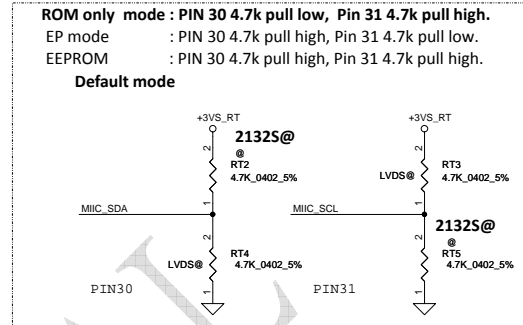 ROM only mode : PIN 30 4.7k pull low, Pin 31 4.7k pull high.
EP mode : PIN 30 4.7k pull high, Pin 31 4.7k pull low.
EEPROM : PIN 30 4.7k pull high, Pin 31 4.7k pull high.
Default mode
+3VS_RT
2132S@
@
2
RT2
4.7K_0402_5%
1
MIIC_SDA
2
LVDS@
RT4
4.7K_0402_5%
1
PIN30
+3VS_RT
2
LVDS@
RT3
4.7K_0402_5%
1
MIIC_SCL
2132S@
@
2
RT5
4.7K_0402_5%
1
PIN31